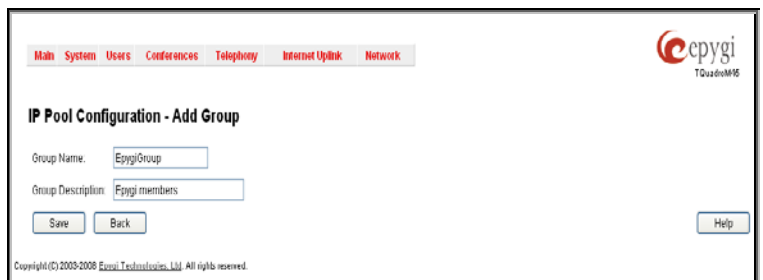 Main System Users Conferences Telephony Internet Uplink Network
epygi
TQuadroM45
IP Pool Configuration - Add Group
Group Name: EpygiGroup
Group Description: Epygi members
Save Back Help
Copyright (C) 2003-2008 Epygi Technologies, Ltd. All rights reserved.